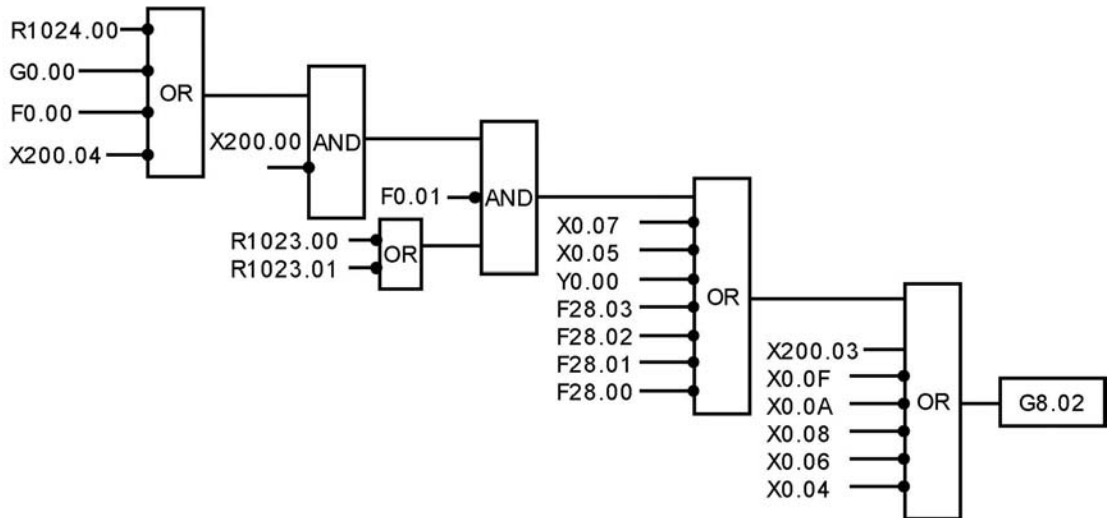 R1024.00
G0.00
F0.00
X200.04
OR
X200.00
AND
F0.01
AND
R1023.00
R1023.01
OR
X0.07
X0.05
Y0.00
F28.03
F28.02
F28.01
F28.00
OR
X200.03
X0.0F
X0.0A
X0.08
X0.06
X0.04
OR
G8.02